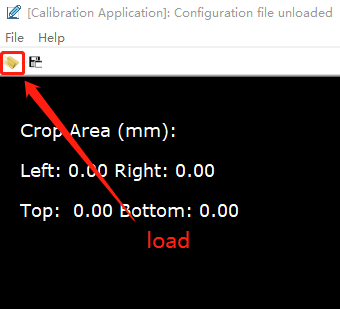 [Calibration Application]: Configuration file unloaded
File Help
Crop Area (mm):
Left: 0.00 Right: 0.00
Top: 0.00 Bottom: 0.00
load